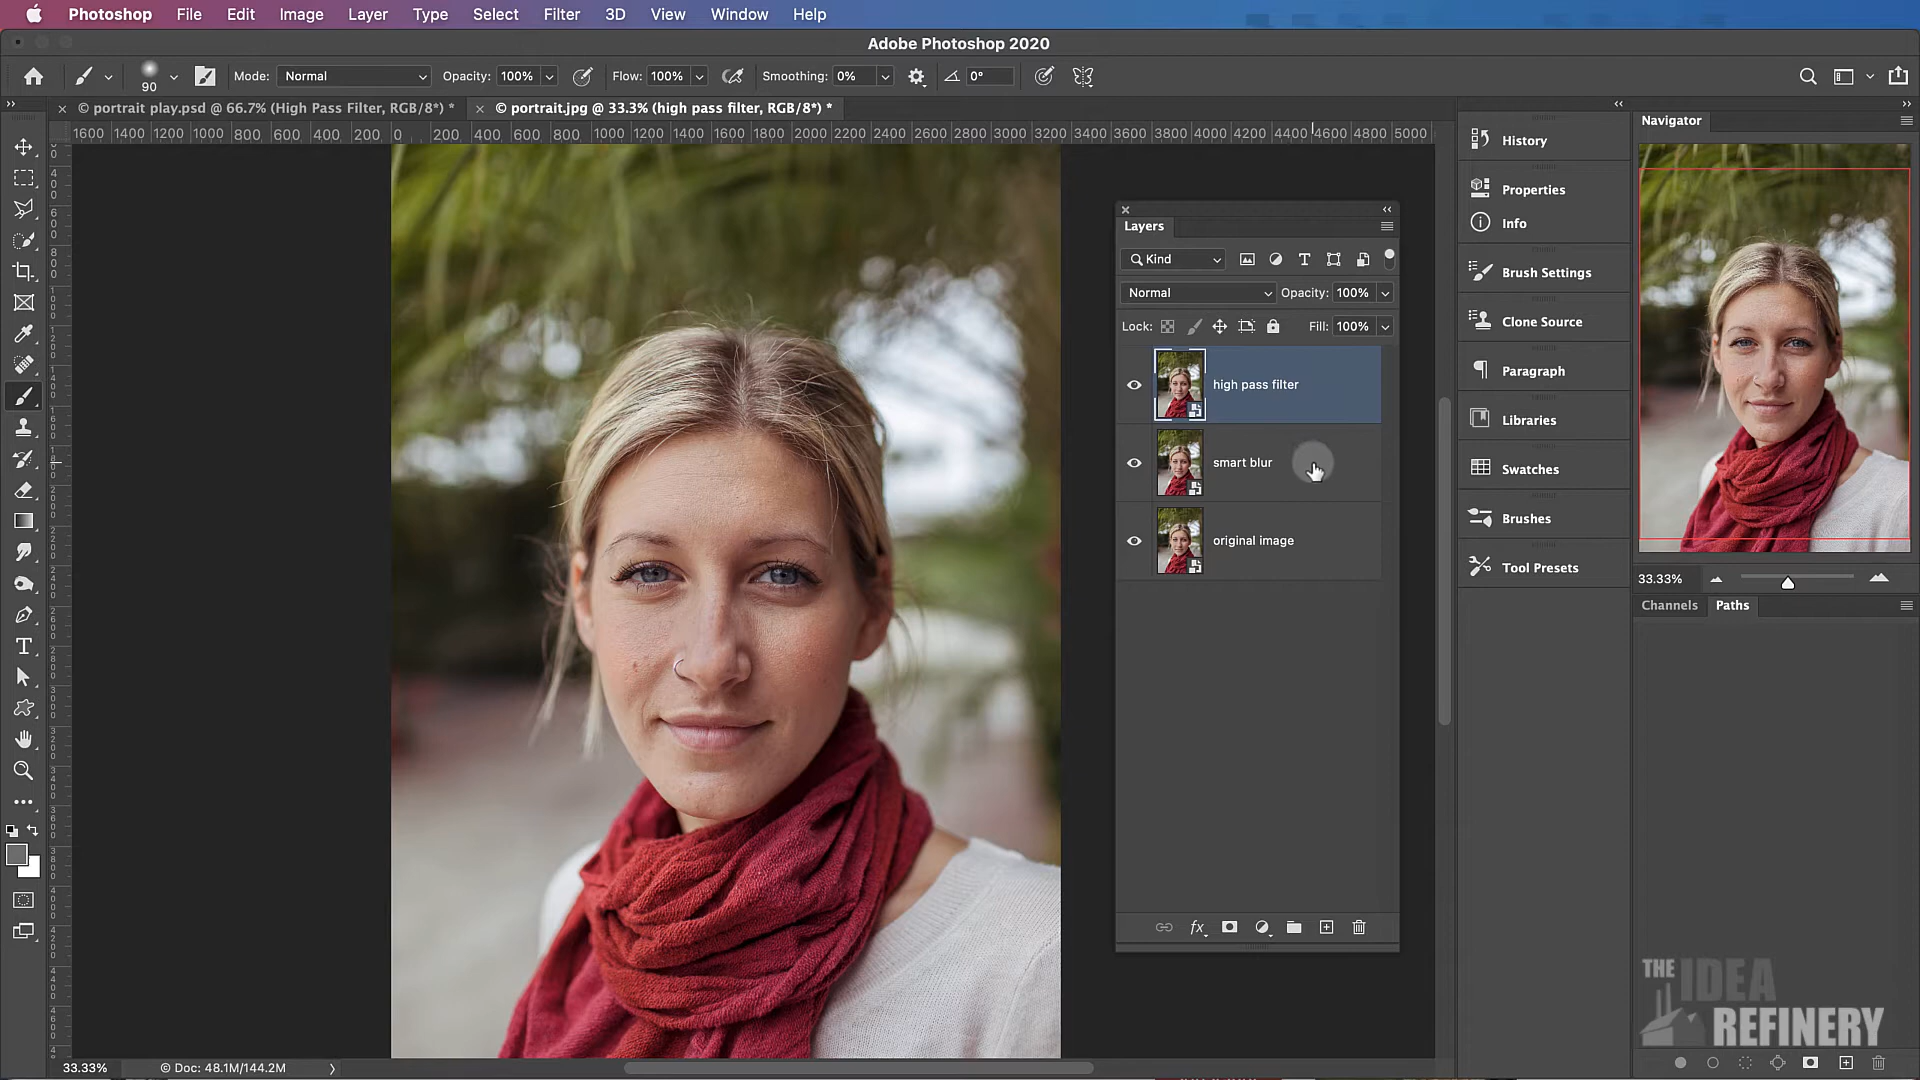 Photoshop File Edit Image Layer Type Select Filter 3D View Window Help
Adobe Photoshop 2020
90 Mode: Normal Opacity: 100% Flow: 100% Smoothing: 0% 0°
© portrait play.psd @ 66.7% (High Pass Filter, RGB/8*) *
© portrait.jpg @ 33.3% (high pass filter, RGB/8*) *
1600 1400 1200 1000 800 600 400 200 0 200 400 600 800 1000 1200 1400 1600 1800 2000 2200 2400 2600 2800 3000 3200 3400 3600 3800 4000 4200 4400 4600 4800 5000
Layers
Kind
Normal Opacity: 100%
Lock: Fill: 100%
high pass filter
smart blur
original image
History
Properties
Info
Brush Settings
Clone Source
Paragraph
Libraries
Swatches
Brushes
Tool Presets
Navigator
33.33%
Channels Paths
THE IDEA
REFINERY
33.33% © Doc: 48.1M/144.2M